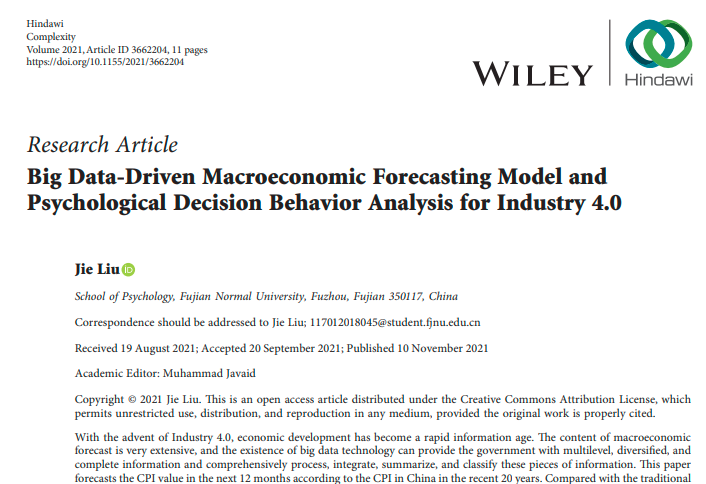 Hindawi
Complexity
Volume 2021, Article ID 3662204, 11 pages
https://doi.org/10.1155/2021/3662204
WILEY
Hindawi
Research Article
Big Data-Driven Macroeconomic Forecasting Model and
Psychological Decision Behavior Analysis for Industry 4.0
Jie Liu iD
School of Psychology, Fujian Normal University, Fuzhou, Fujian 350117, China
Correspondence should be addressed to Jie Liu; 117012018045@student.fjnu.edu.cn
Received 19 August 2021; Accepted 20 September 2021; Published 10 November 2021
Academic Editor: Muhammad Javaid
Copyright © 2021 Jie Liu. This is an open access article distributed under the Creative Commons Attribution License, which
permits unrestricted use, distribution, and reproduction in any medium, provided the original work is properly cited.
With the advent of Industry 4.0, economic development has become a rapid information age. The content of macroeconomic
forecast is very extensive, and the existence of big data technology can provide the government with multilevel, diversified, and
complete information and comprehensively process, integrate, summarize, and classify these pieces of information. This paper
forecasts the CPI value in the next 12 months according to the CPI in China in the recent 20 years. Compared with the traditional